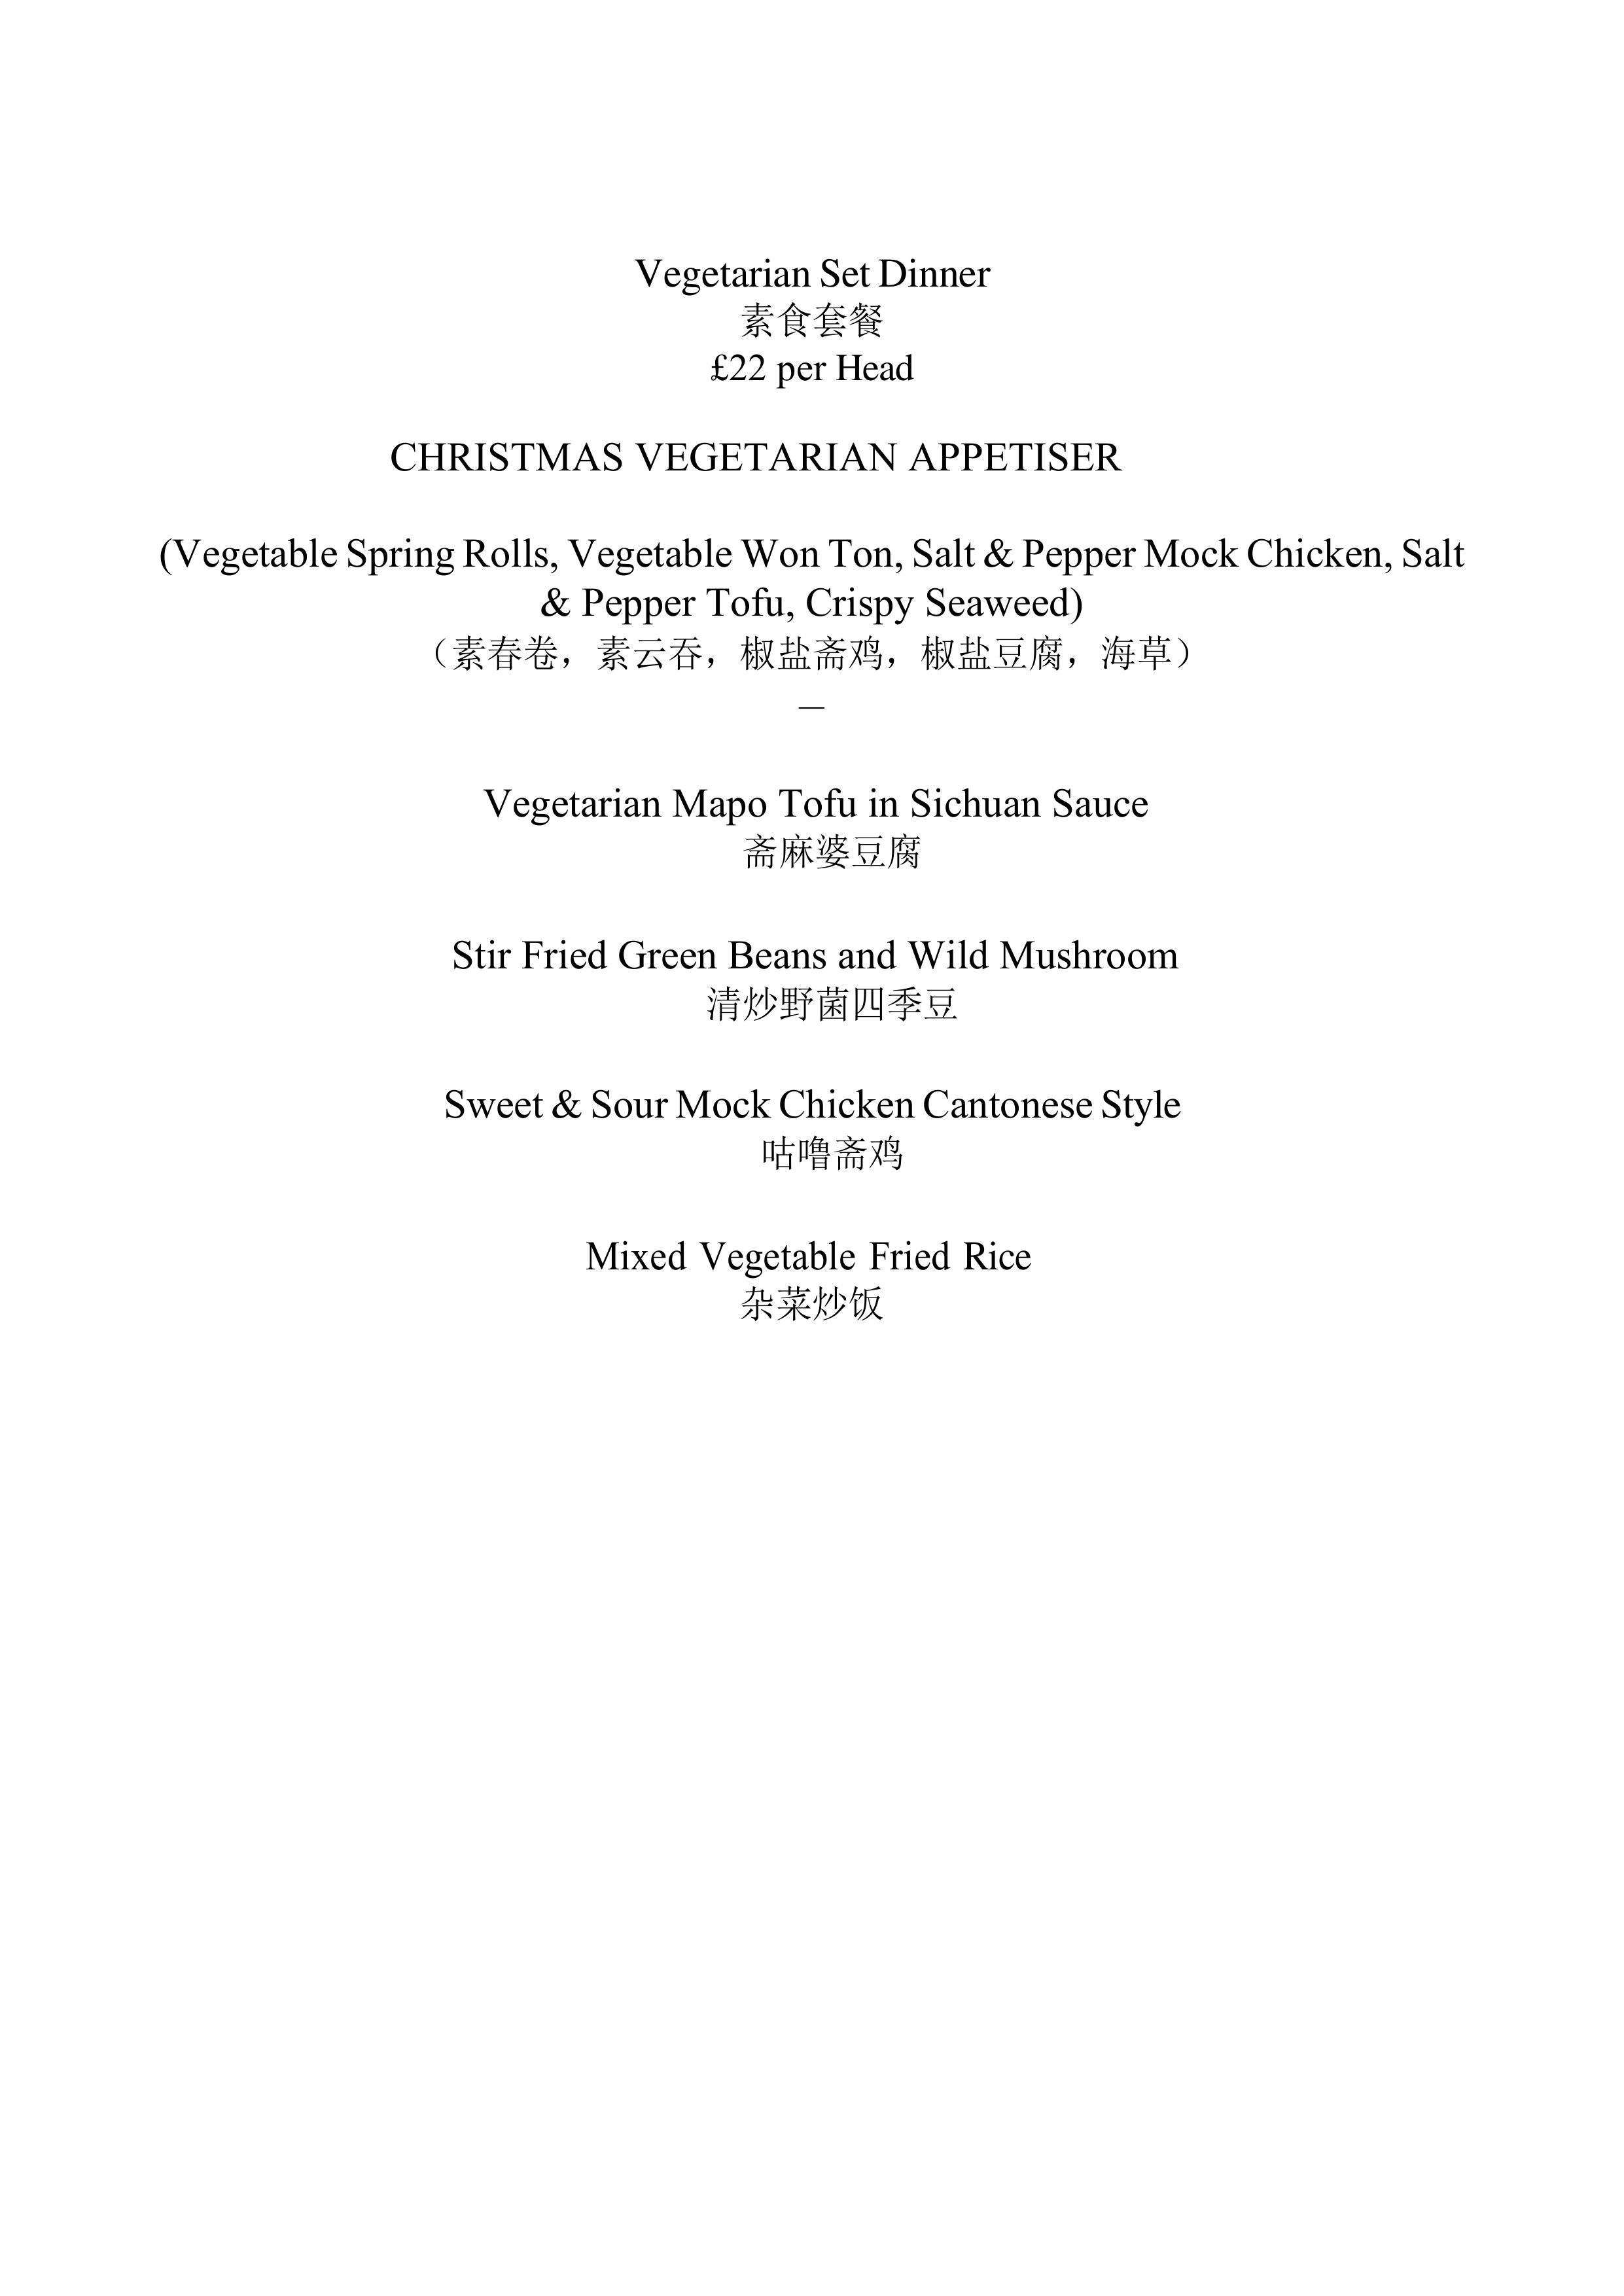 Vegetarian Set Dinner
素食套餐
£22 per Head
CHRISTMAS VEGETARIAN APPETISER
(Vegetable Spring Rolls, Vegetable Won Ton, Salt & Pepper Mock Chicken, Salt
& Pepper Tofu, Crispy Seaweed)
（素春卷，素云吞，椒盐斋鸡，椒盐豆腐，海草）
—
Vegetarian Mapo Tofu in Sichuan Sauce
斋麻婆豆腐
Stir Fried Green Beans and Wild Mushroom
清炒野菌四季豆
Sweet & Sour Mock Chicken Cantonese Style
咕噜斋鸡
Mixed Vegetable Fried Rice
杂菜炒饭